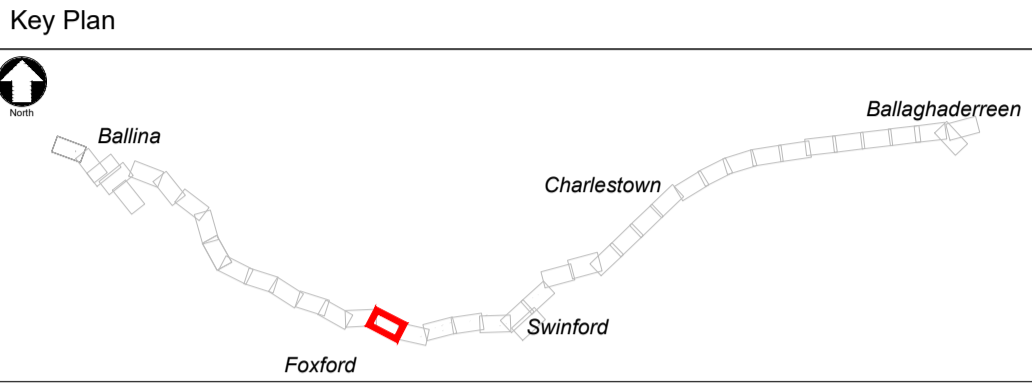 Key Plan
North
Ballina
Ballaghaderreen
Charlestown
Swinford
Foxford